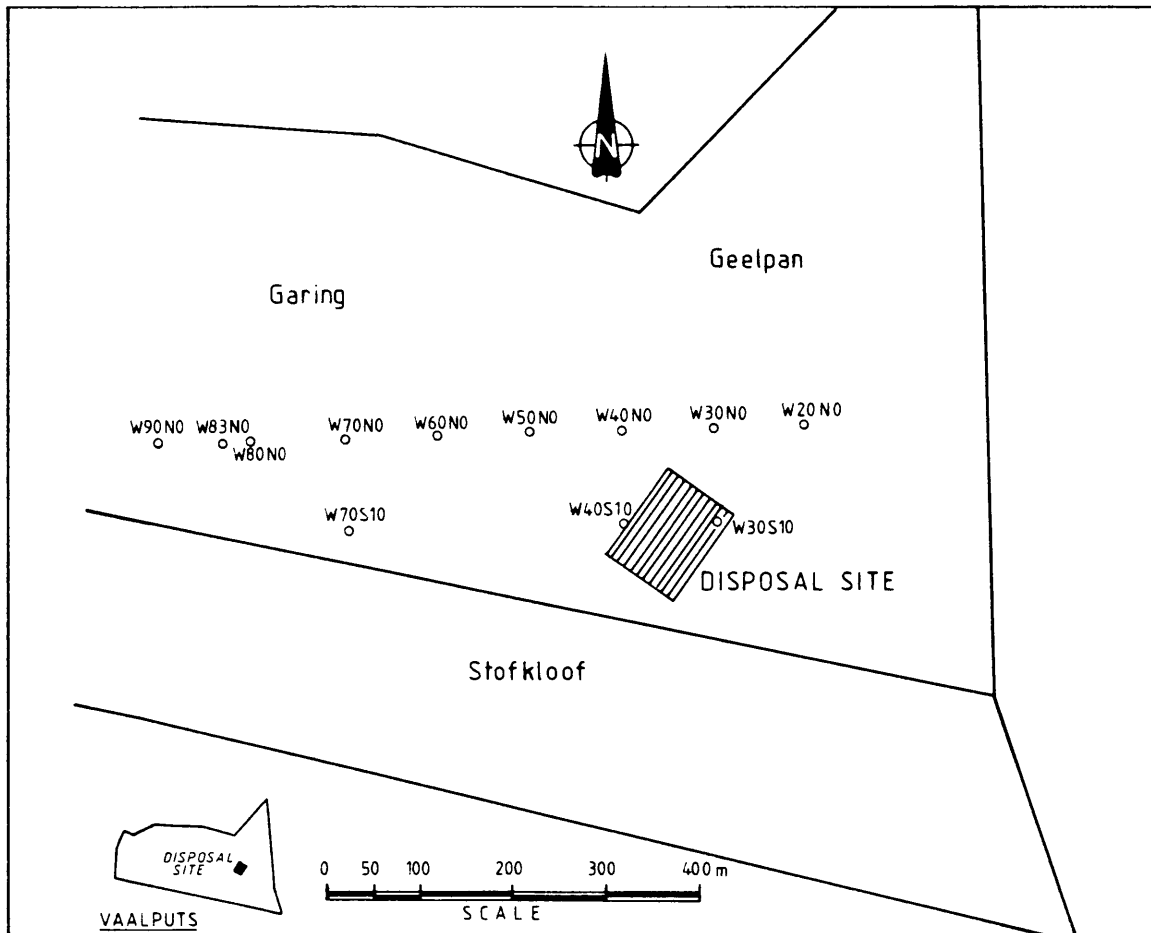 N
Geelpan
Garing
W90N0 W83N0 W80N0 W70N0 W60N0 W50N0 W40N0 W30N0 W20N0
W70S10 W40S10 W30S10
DISPOSAL SITE
Stofkloof
DISPOSAL
SITE
VAALPUTS
0 50 100 200 300 400 m
SCALE